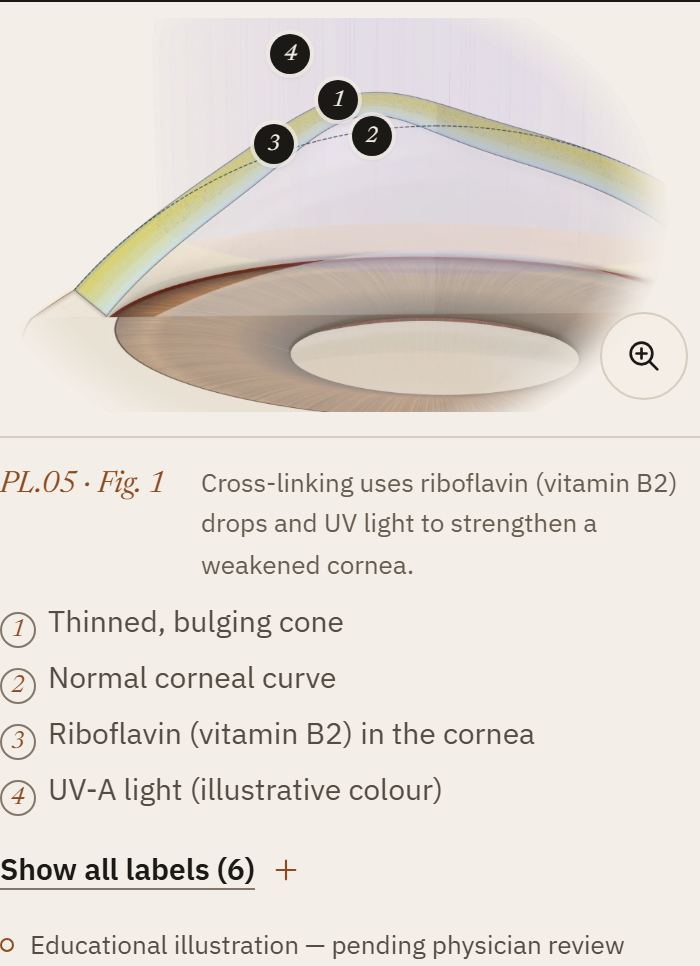 4
1
2
3
PL.05 · Fig. 1
Cross-linking uses riboflavin (vitamin B2)
drops and UV light to strengthen a
weakened cornea.
1 Thinned, bulging cone
2 Normal corneal curve
3 Riboflavin (vitamin B2) in the cornea
4 UV-A light (illustrative colour)
Show all labels (6) +
Educational illustration — pending physician review